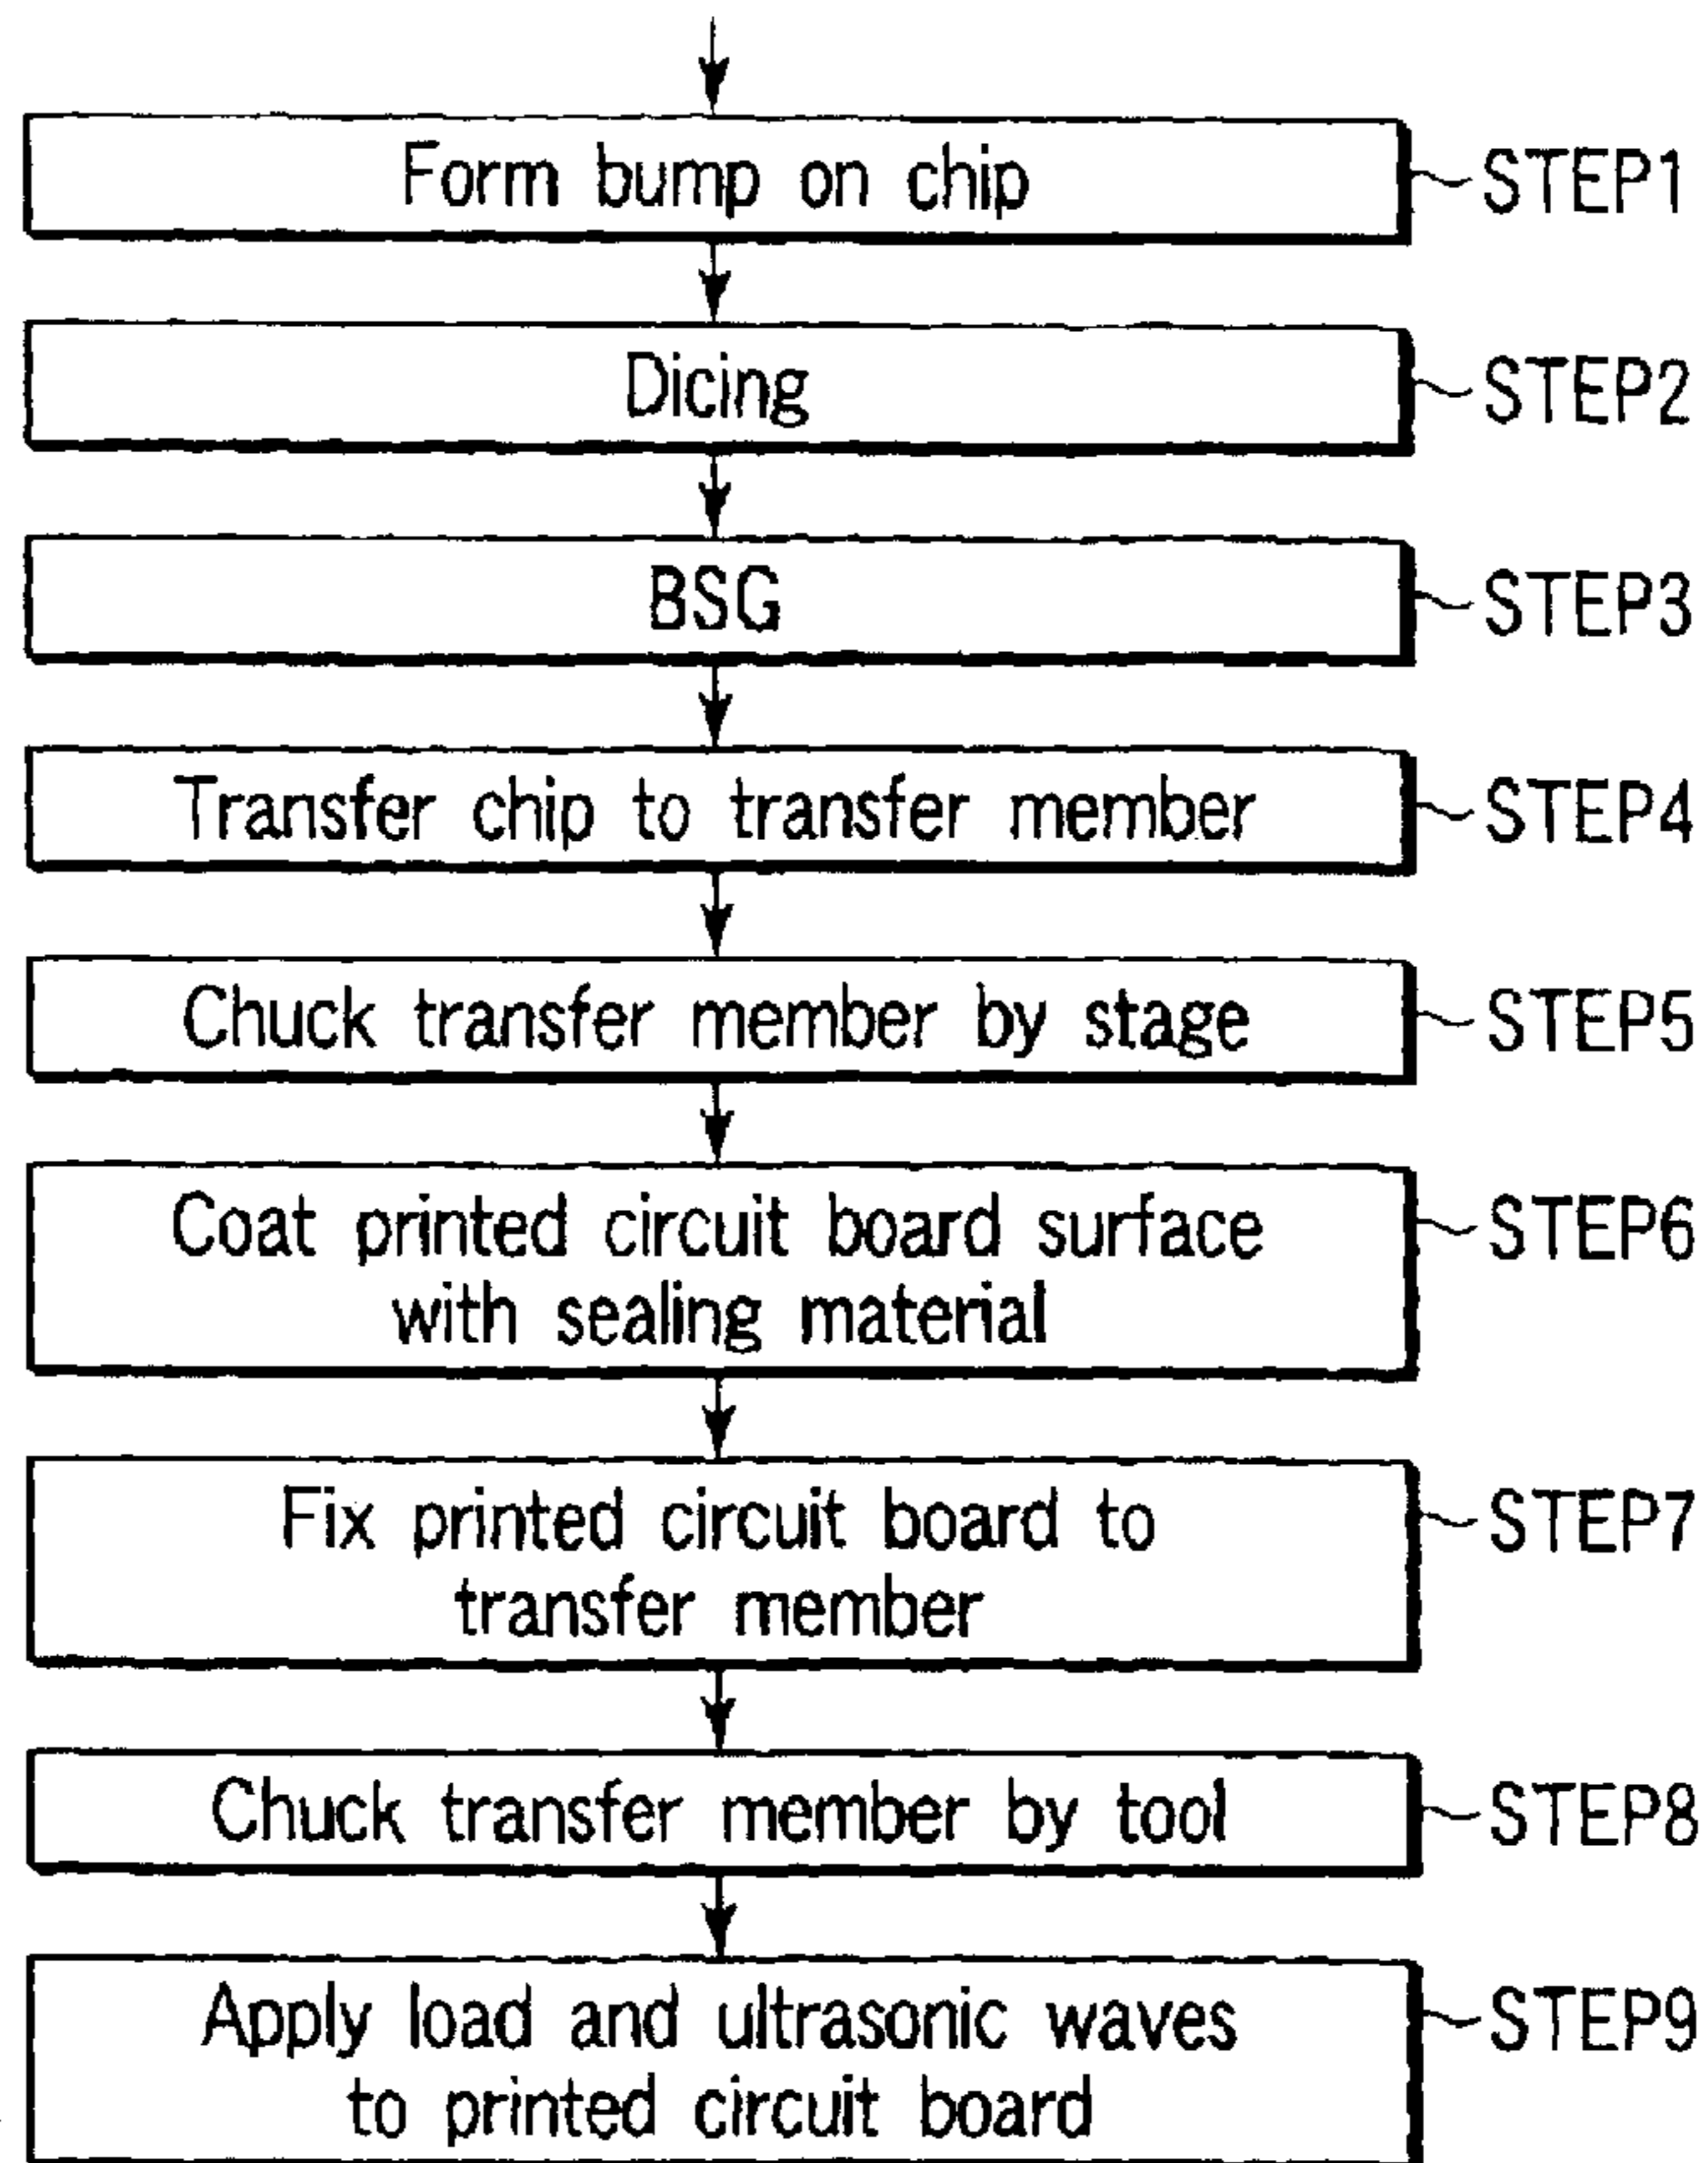 Form bump on chip
STEP1
Dicing
STEP2
BSG
STEP3
Transfer chip to transfer member
STEP4
Chuck transfer member by stage
STEP5
Coat printed circuit board surface
with sealing material
STEP6
Fix printed circuit board to
transfer member
STEP7
Chuck transfer member by tool
STEP8
Apply load and ultrasonic waves
to printed circuit board
STEP9